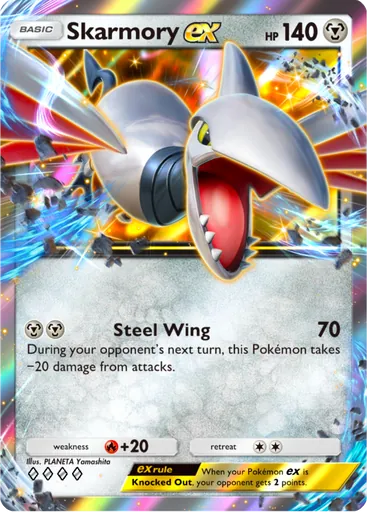 BASIC Skarmory ex HP 140
Steel Wing 70
During your opponent's next turn, this Pokémon takes
−20 damage from attacks.
weakness +20 retreat
Illus. PLANETA Yamashita
ex rule When your Pokémon ex is
Knocked Out, your opponent gets 2 points.